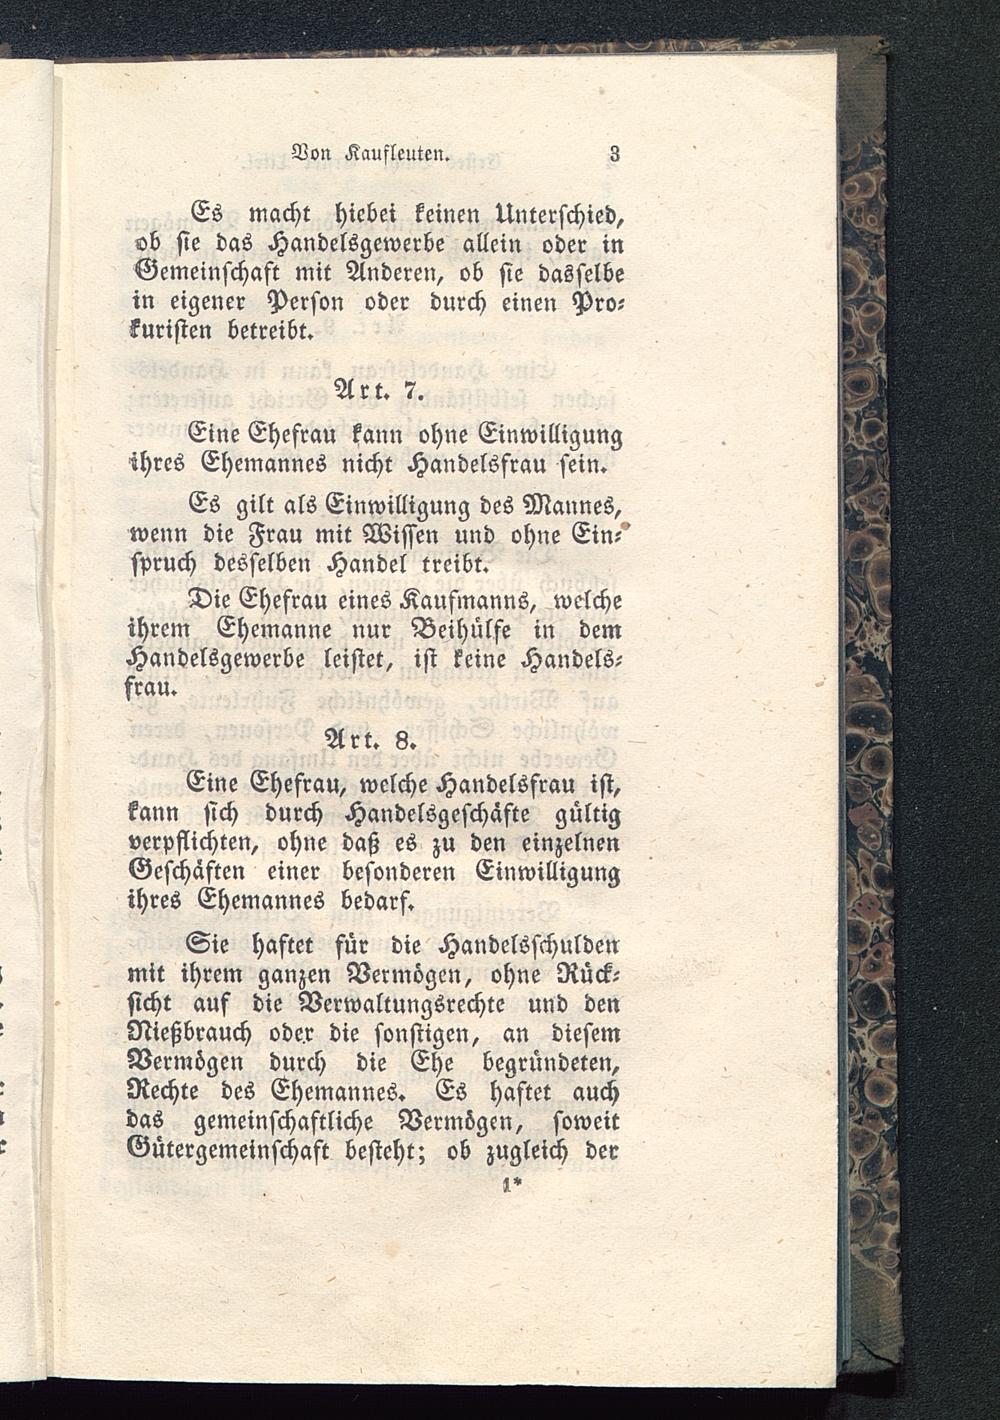 Von Kaufleuten. 3
Es macht hiebei keinen Unterschied,
ob sie das Handelsgewerbe allein oder in
Gemeinschaft mit Anderen, ob sie dasselbe
in eigener Person oder durch einen Pro-
kuristen betreibt.
Art. 7.
Eine Ehefrau kann ohne Einwilligung
ihres Ehemannes nicht Handelsfrau sein.
Es gilt als Einwilligung des Mannes,
wenn die Frau mit Wissen und ohne Ein-
spruch desselben Handel treibt.
Die Ehefrau eines Kaufmanns, welche
ihrem Ehemanne nur Beihülfe in dem
Handelsgewerbe leistet, ist keine Handels-
frau.
Art. 8.
Eine Ehefrau, welche Handelsfrau ist,
kann sich durch Handelsgeschäfte gültig
verpflichten, ohne daß es zu den einzelnen
Geschäften einer besonderen Einwilligung
ihres Ehemannes bedarf.
Sie haftet für die Handelsschulden
mit ihrem ganzen Vermögen, ohne Rück-
sicht auf die Verwaltungsrechte und den
Nießbrauch oder die sonstigen, an diesem
Vermögen durch die Ehe begründeten,
Rechte des Ehemannes. Es haftet auch
das gemeinschaftliche Vermögen, soweit
Gütergemeinschaft besteht; ob zugleich der
1*